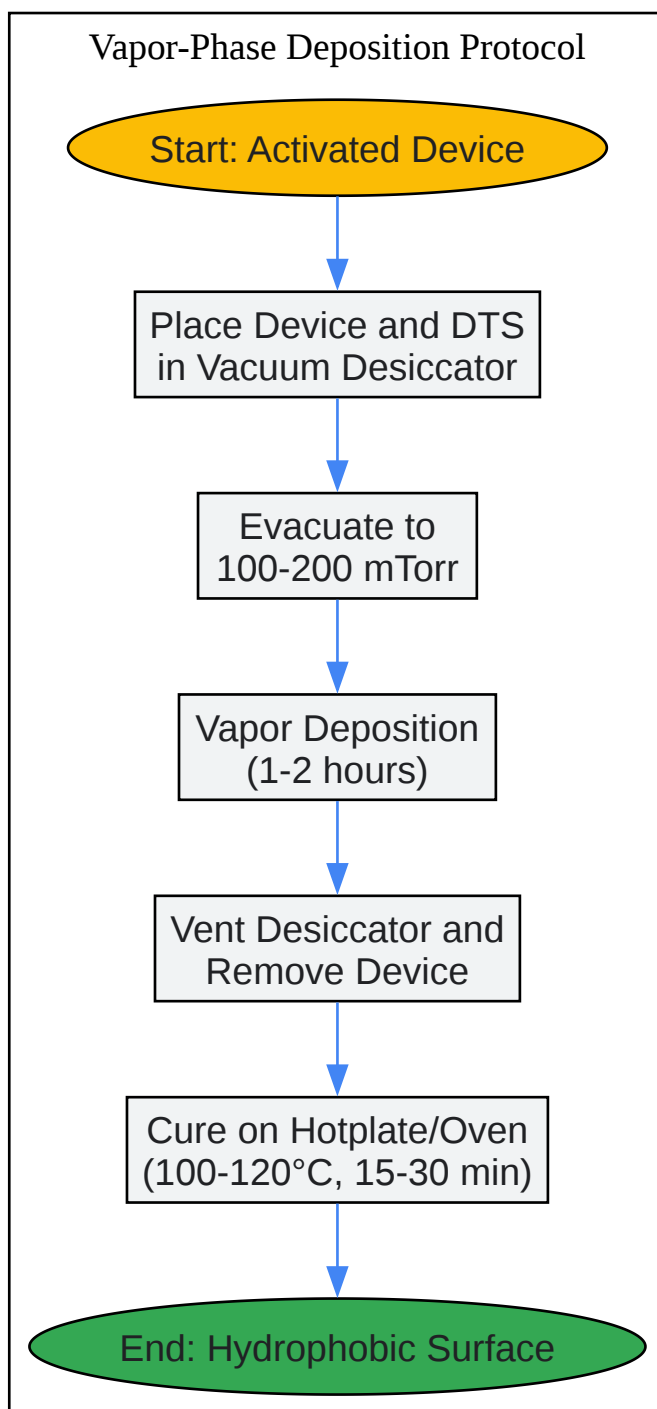 Vapor-Phase Deposition Protocol
Start: Activated Device
Place Device and DTS
in Vacuum Desiccator
Evacuate to
100-200 mTorr
Vapor Deposition
(1-2 hours)
Vent Desiccator and
Remove Device
Cure on Hotplate/Oven
(100-120°C, 15-30 min)
End: Hydrophobic Surface